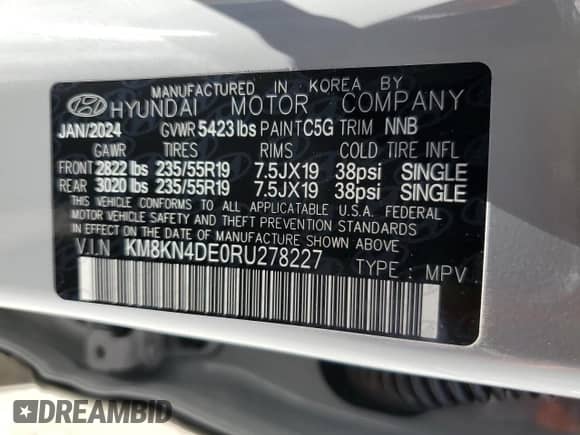 MANUFACTURED IN KOREA BY
HYUNDAI MOTOR COMPANY
JAN/2024 GVWR 5423 lbs PAINT C5G TRIM NNB
GAWR TIRES RIMS COLD TIRE INFL
FRONT 2822 lbs 235/55R19 7.5JX19 38psi SINGLE
REAR 3020 lbs 235/55R19 7.5JX19 38psi SINGLE
THIS VEHICLE CONFORMS TO ALL APPLICABLE U.S.A. FEDERAL
MOTOR VEHICLE SAFETY AND THEFT PREVENTION STANDARDS
IN EFFECT ON THE DATE OF MANUFACTURE SHOWN ABOVE.
V.I.N KM8KN4DE0RU278227
TYPE : MPV
DREAMBID